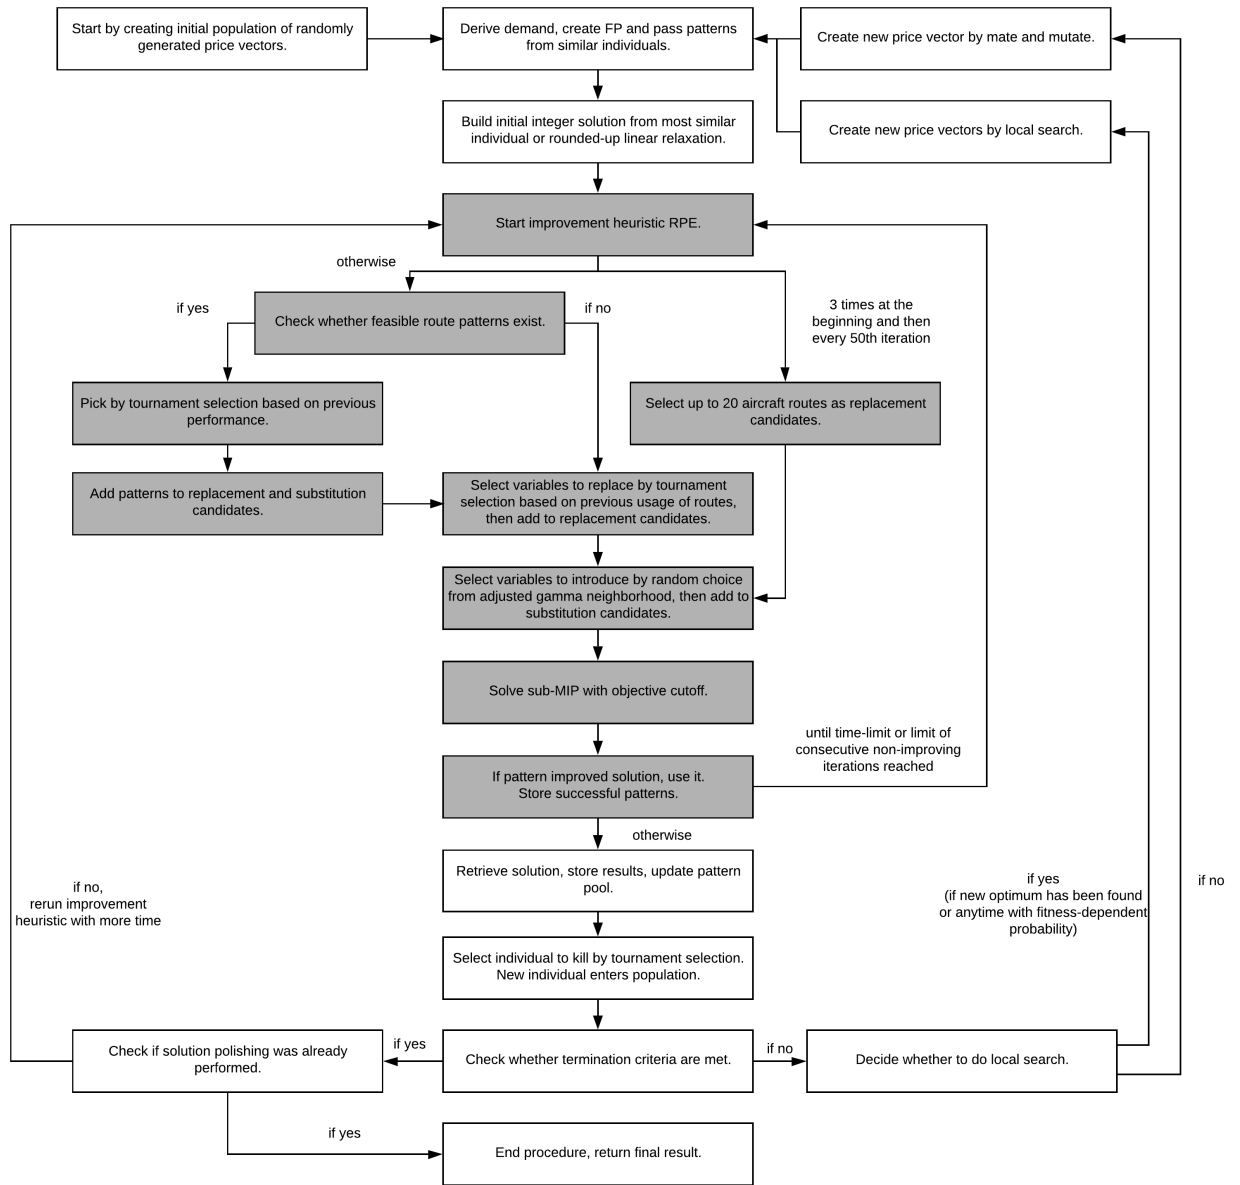 Start by creating initial population of randomly
generated price vectors.
Derive demand, create FP and pass patterns
from similar individuals.
Create new price vector by mate and mutate.
Build initial integer solution from most similar
individual or rounded-up linear relaxation.
Create new price vectors by local search.
Start improvement heuristic RPE.
otherwise
if yes
Check whether feasible route patterns exist.
if no
3 times at the
beginning and then
every 50th iteration
Pick by tournament selection based on previous
performance.
Select up to 20 aircraft routes as replacement
candidates.
Add patterns to replacement and substitution
candidates.
Select variables to replace by tournament
selection based on previous usage of routes,
then add to replacement candidates.
Select variables to introduce by random choice
from adjusted gamma neighborhood, then add to
substitution candidates.
Solve sub-MIP with objective cutoff.
until time-limit or limit of
consecutive non-improving
iterations reached
If pattern improved solution, use it.
Store successful patterns.
otherwise
Retrieve solution, store results, update pattern
pool.
if no,
rerun improvement
heuristic with more time
if yes
(if new optimum has been found
or anytime with fitness-dependent
probability)
if no
Select individual to kill by tournament selection.
New individual enters population.
Check if solution polishing was already
performed.
if yes
Check whether termination criteria are met.
if no
Decide whether to do local search.
if yes
End procedure, return final result.